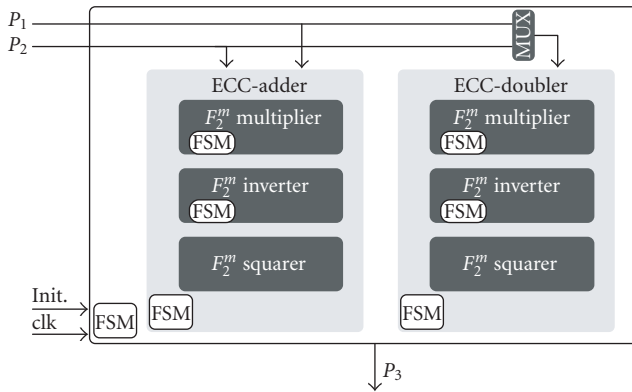 P₁
P₂
MUX
ECC-adder
F₂ᵐ multiplier
FSM
F₂ᵐ inverter
FSM
F₂ᵐ squarer
FSM
ECC-doubler
F₂ᵐ multiplier
FSM
F₂ᵐ inverter
FSM
F₂ᵐ squarer
FSM
Init.
clk
FSM
P₃